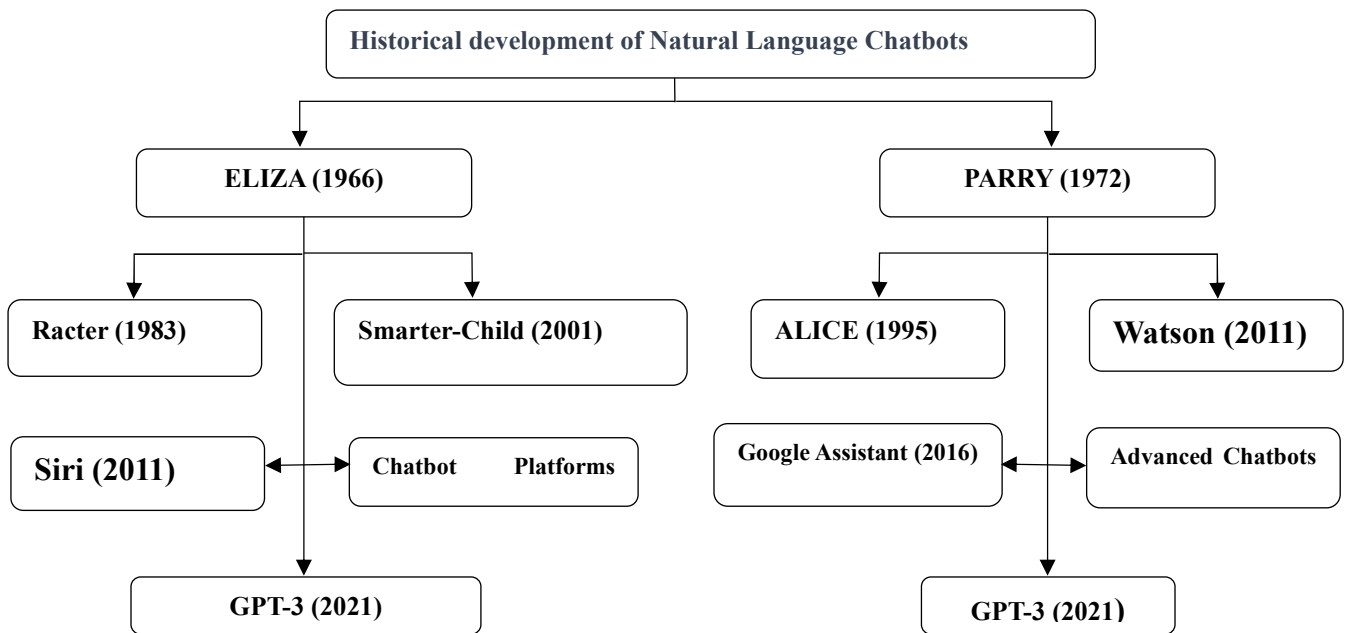 Historical development of Natural Language Chatbots
ELIZA (1966)
PARRY (1972)
Racter (1983)
Smarter-Child (2001)
ALICE (1995)
Watson (2011)
Siri (2011)
Chatbot Platforms
Google Assistant (2016)
Advanced Chatbots
GPT-3 (2021)
GPT-3 (2021)